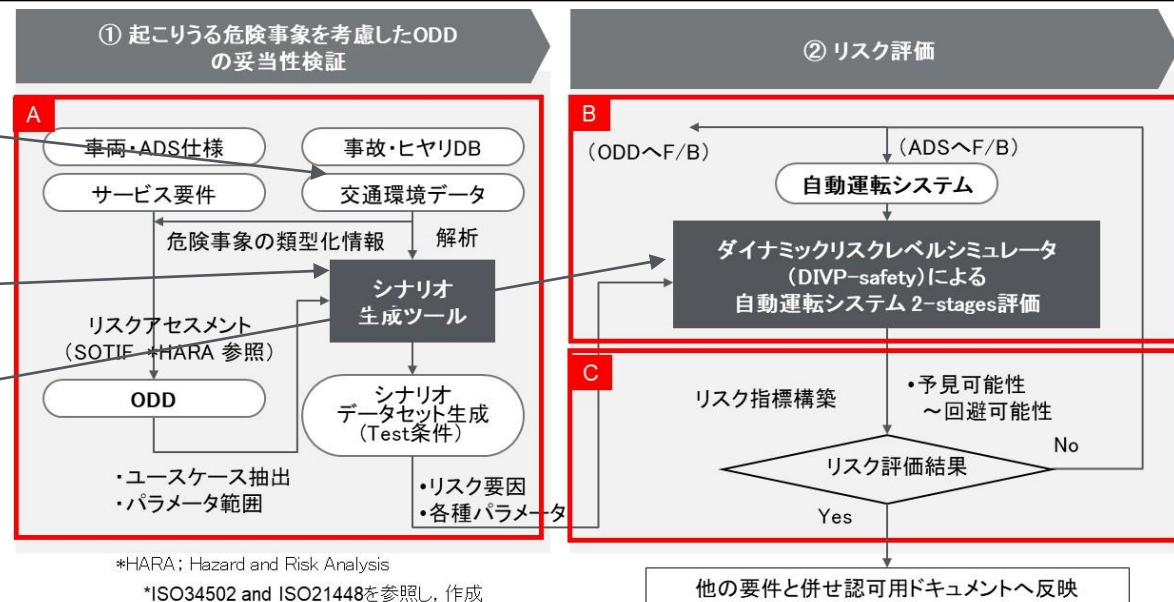 ① 起こりうる危険事象を考慮したODD
の妥当性検証
② リスク評価
A
車両・ADS仕様
事故・ヒヤリDB
サービス要件
交通環境データ
危険事象の類型化情報
解析
シナリオ
生成ツール
リスクアセスメント
(SOTIF *HARA 参照)
ODD
シナリオ
データセット生成
(Test条件)
・ユースケース抽出
・パラメータ範囲
•リスク要因
•各種パラメータ
*HARA; Hazard and Risk Analysis
*ISO34502 and ISO21448を参照し, 作成
B
(ODDへF/B)
(ADSへF/B)
自動運転システム
ダイナミックリスクレベルシミュレータ
(DIVP-safety)による
自動運転システム 2-stages評価
C
リスク指標構築
•予見可能性
～回避可能性
リスク評価結果
No
Yes
他の要件と併せ認可用ドキュメントへ反映